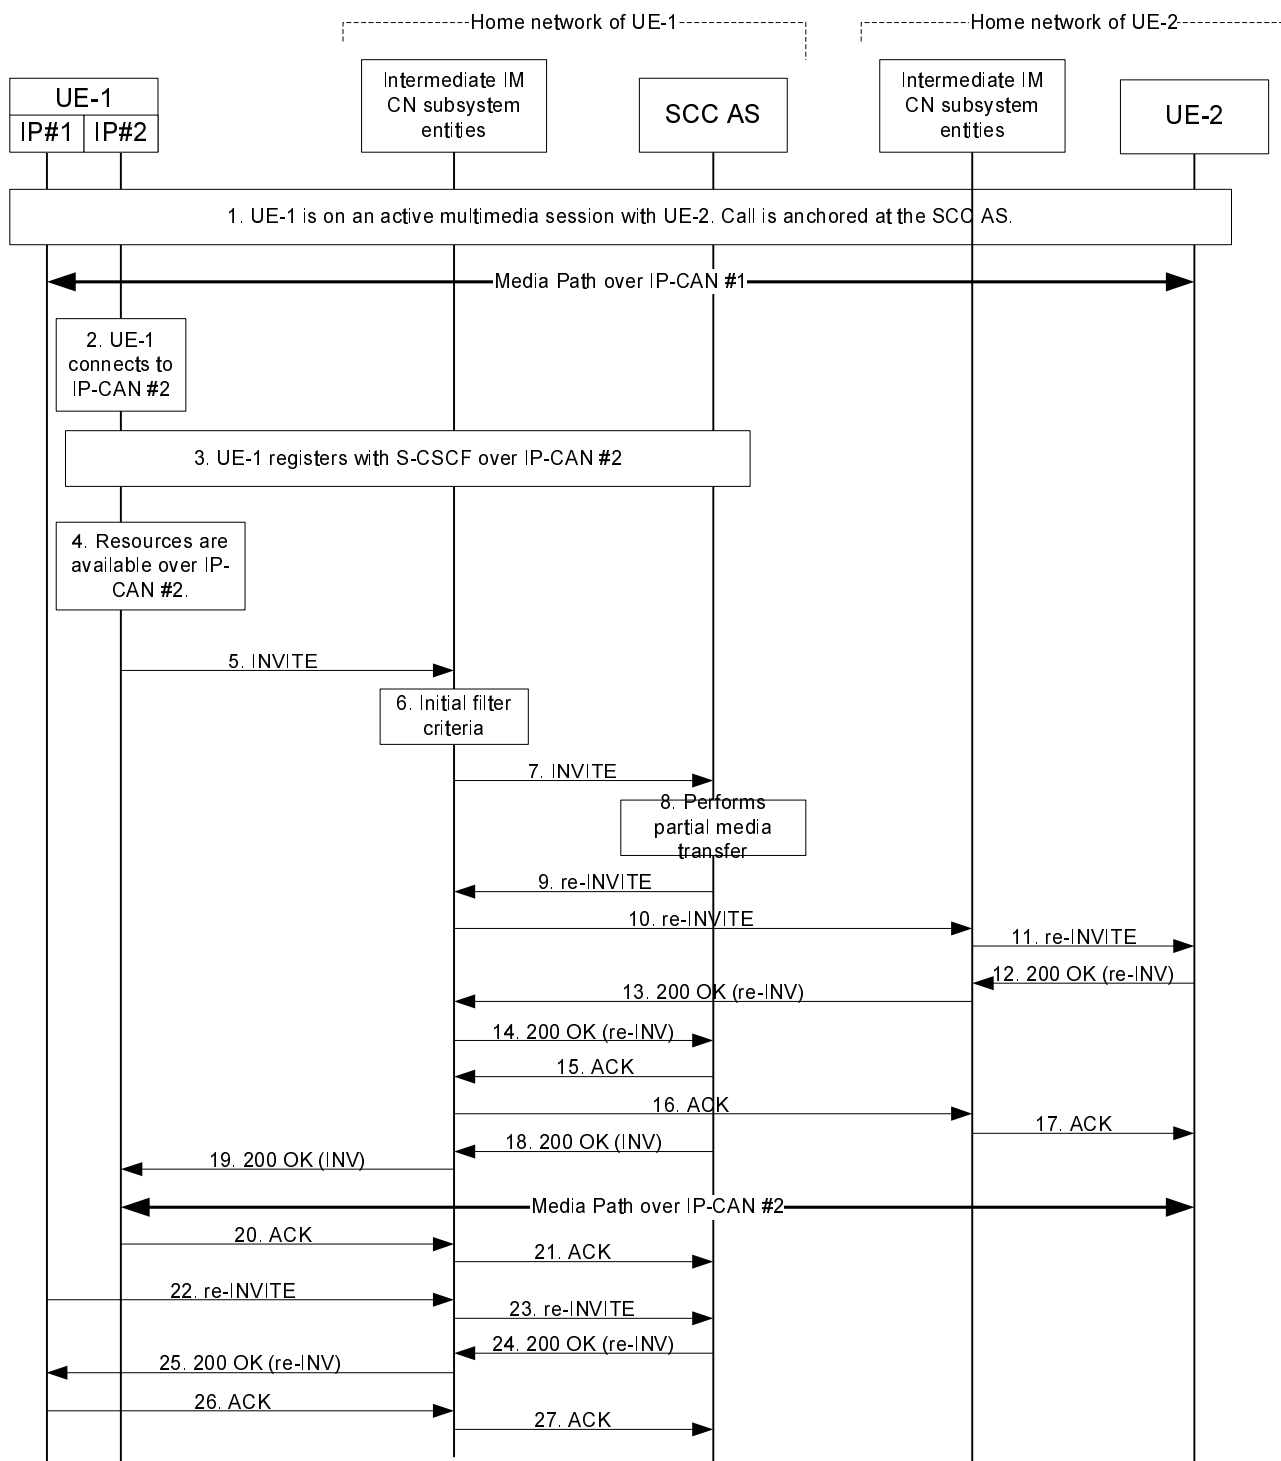 Home network of UE-1
Home network of UE-2
UE-1
IP#1
IP#2
Intermediate IM
CN subsystem
entities
SCC AS
Intermediate IM
CN subsystem
entities
UE-2
1. UE-1 is on an active multimedia session with UE-2. Call is anchored at the SCC AS.
Media Path over IP-CAN #1
2. UE-1
connects to
IP-CAN #2
3. UE-1 registers with S-CSCF over IP-CAN #2
4. Resources are
available over IP-
CAN #2.
5. INVITE
6. Initial filter
criteria
7. INVITE
8. Performs
partial media
transfer
9. re-INVITE
10. re-INVITE
11. re-INVITE
12. 200 OK (re-INV)
13. 200 OK (re-INV)
14. 200 OK (re-INV)
15. ACK
16. ACK
17. ACK
18. 200 OK (INV)
19. 200 OK (INV)
Media Path over IP-CAN #2
20. ACK
21. ACK
22. re-INVITE
23. re-INVITE
24. 200 OK (re-INV)
25. 200 OK (re-INV)
26. ACK
27. ACK